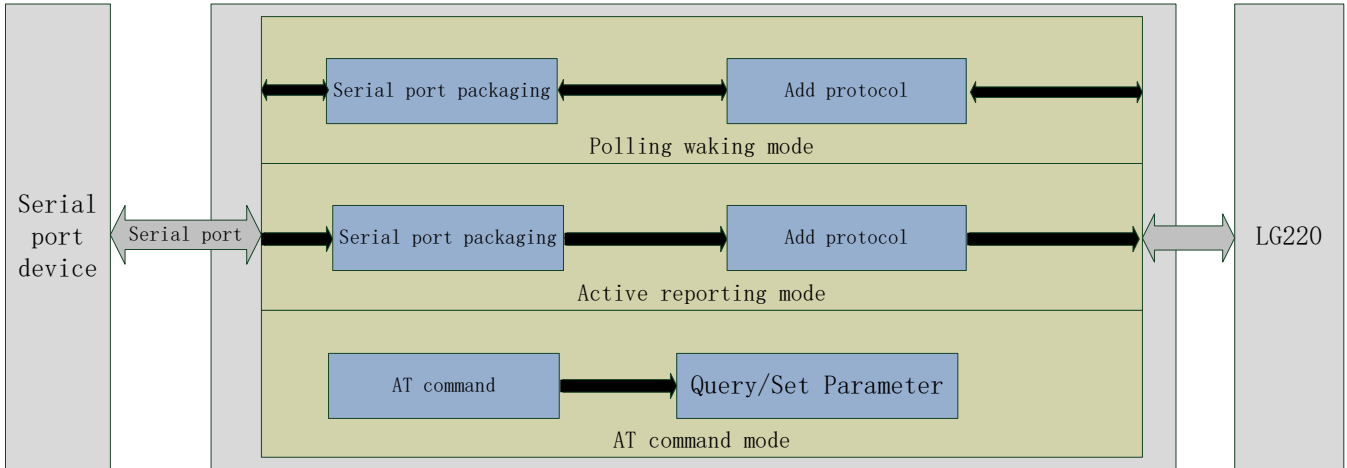 Serial port packaging
Add protocol
Polling waking mode
Serial
port
device
Serial port
Serial port packaging
Add protocol
LG220
Active reporting mode
AT command
Query/Set Parameter
AT command mode